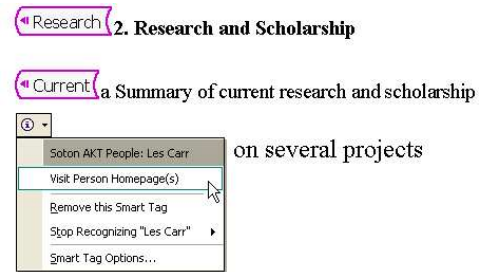 Research 2. Research and Scholarship
Current a Summary of current research and scholarship
Soton AKT People: Les Carr
on several projects
Visit Person Homepage(s)
Remove this Smart Tag
Stop Recognizing "Les Carr"
Smart Tag Options...